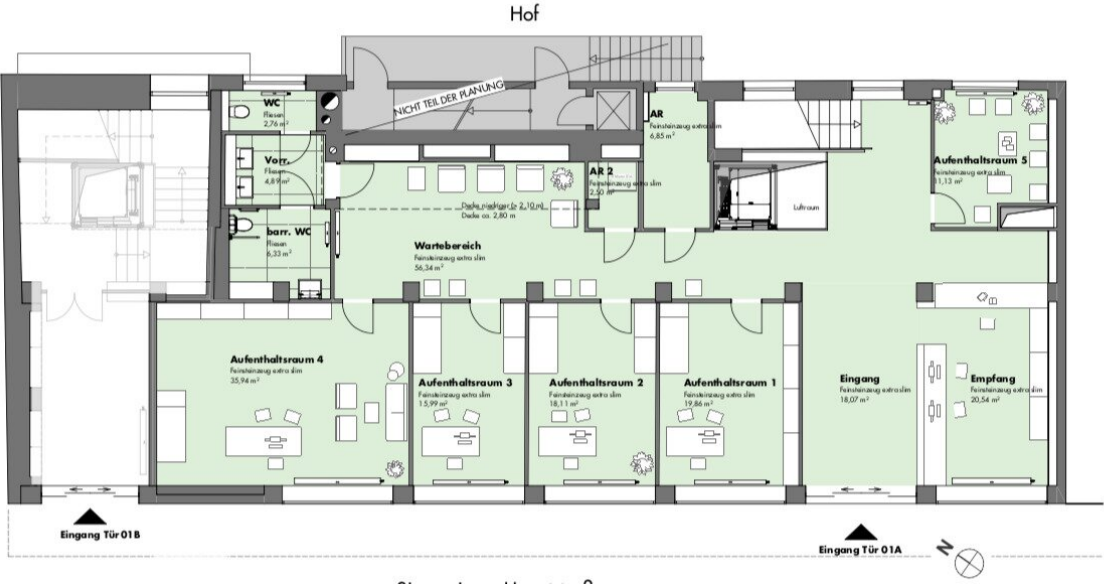 Hof
NICHT TEIL DER PLANUNG
WC
Fliesen
2,76 m²
Vorr.
Fliesen
4,89 m²
barr. WC
Fliesen
6,33 m²
AR
Feinsteinzeug extra slim
6,85 m²
AR 2
Feinsteinzeug extra slim
2,50 m²
Decke niedriger (> 2,10 m)
Decke ca. 2,80 m
Wartebereich
Feinsteinzeug extra slim
56,34 m²
Luftraum
Aufenthaltsraum 5
Feinsteinzeug extra slim
11,13 m²
Aufenthaltsraum 4
Feinsteinzeug extra slim
35,94 m²
Aufenthaltsraum 3
Feinsteinzeug extra slim
15,99 m²
Aufenthaltsraum 2
Feinsteinzeug extra slim
18,11 m²
Aufenthaltsraum 1
Feinsteinzeug extra slim
19,86 m²
Eingang
Feinsteinzeug extra slim
18,07 m²
Empfang
Feinsteinzeug extra slim
20,54 m²
Eingang Tür 01B
Eingang Tür 01A
N